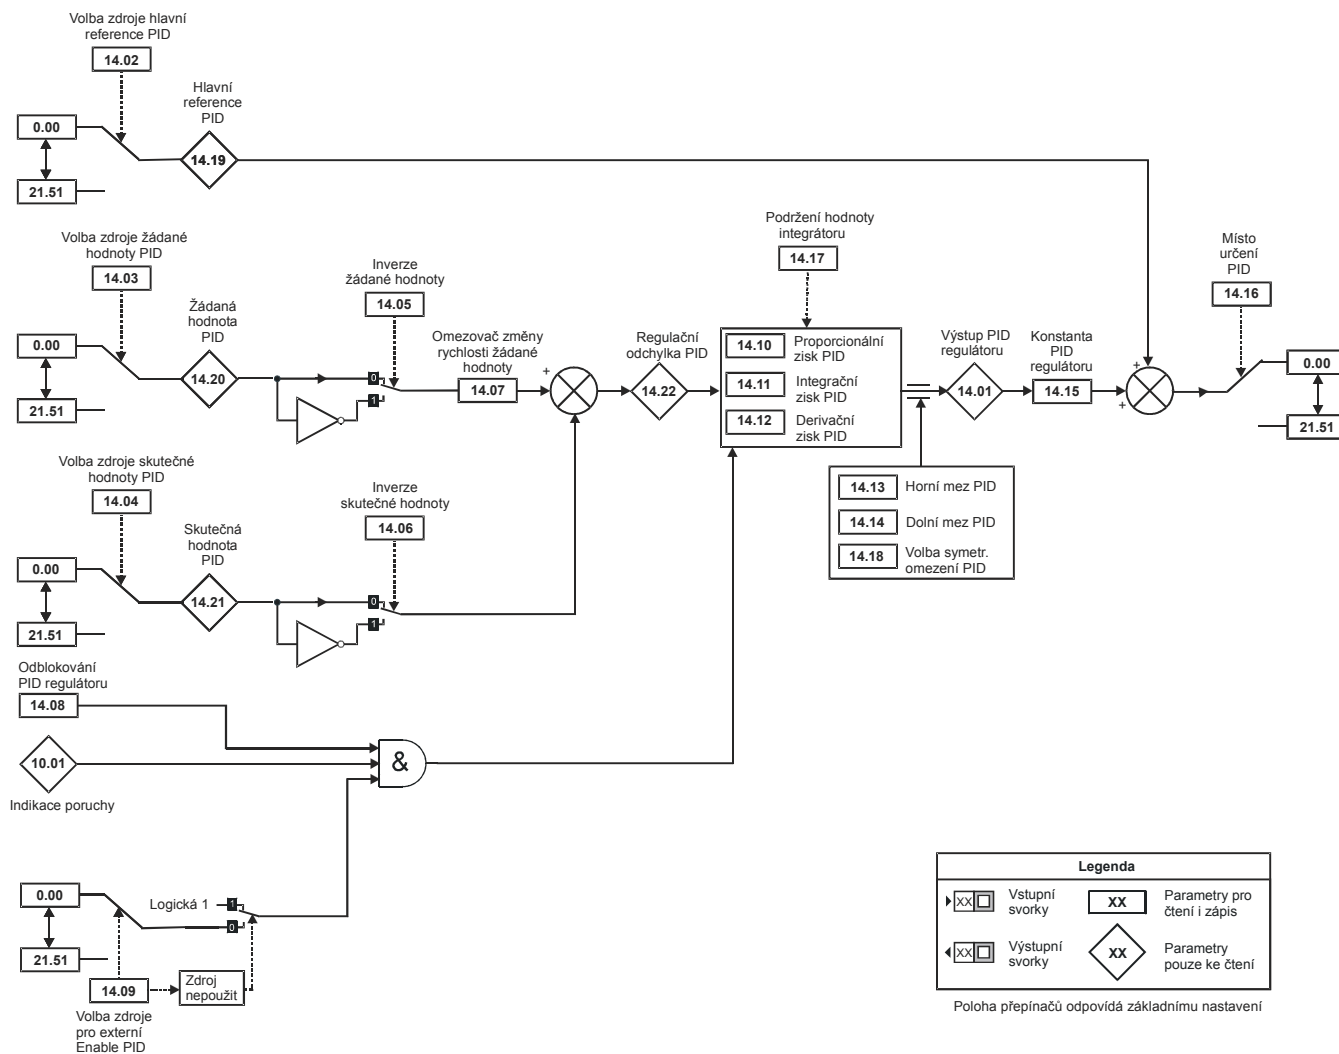 Volba zdroje hlavní
reference PID
14.02
Hlavní
reference
PID
0.00
14.19
21.51
Volba zdroje žádané
hodnoty PID
14.03
Žádaná
hodnota
PID
0.00
14.20
21.51
Inverze
žádané hodnoty
14.05
0
1
Omezovač změny
rychlosti žádané
hodnoty
14.07
+
Regulační
odchylka PID
14.22
Podržení hodnoty
integrátoru
14.17
14.10 Proporcionální
zisk PID
14.11 Integrační
zisk PID
14.12 Derivační
zisk PID
Výstup PID
regulátoru
14.01
Konstanta
PID
regulátoru
14.15
+
+
Místo
určení
PID
14.16
0.00
21.51
14.13 Horní mez PID
14.14 Dolní mez PID
14.18 Volba symetr.
omezení PID
Volba zdroje skutečné
hodnoty PID
14.04
Skutečná
hodnota
PID
0.00
14.21
21.51
Inverze
skutečné hodnoty
14.06
0
1
Odblokování
PID regulátoru
14.08
10.01
Indikace poruchy
&
0.00
21.51
Logická 1
1
0
14.09
Zdroj
nepoužit
Volba zdroje
pro externí
Enable PID
Legenda
XX Vstupní
svorky
XX Parametry pro
čtení i zápis
XX Výstupní
svorky
XX Parametry
pouze ke čtení
Poloha přepínačů odpovídá základnímu nastavení